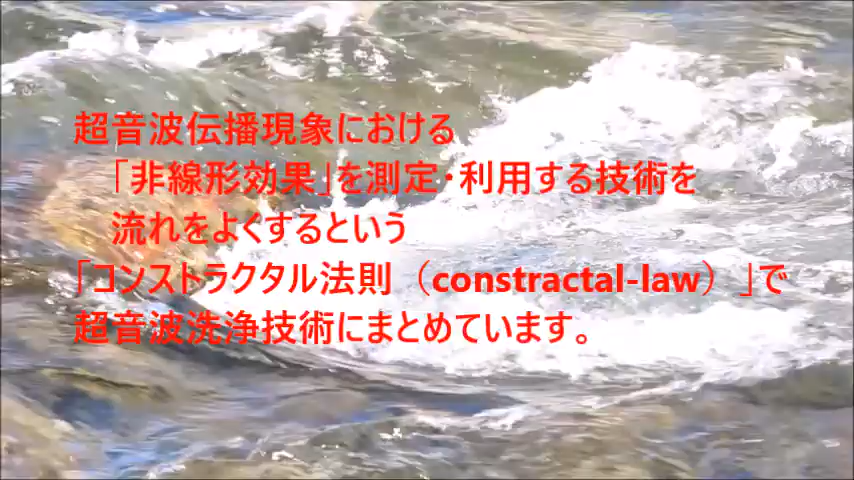 超音波伝播現象における
「非線形効果」を測定・利用する技術を
流れをよくするという
「コンストラクタル法則（constractal-law）」で
超音波洗浄技術にまとめています。